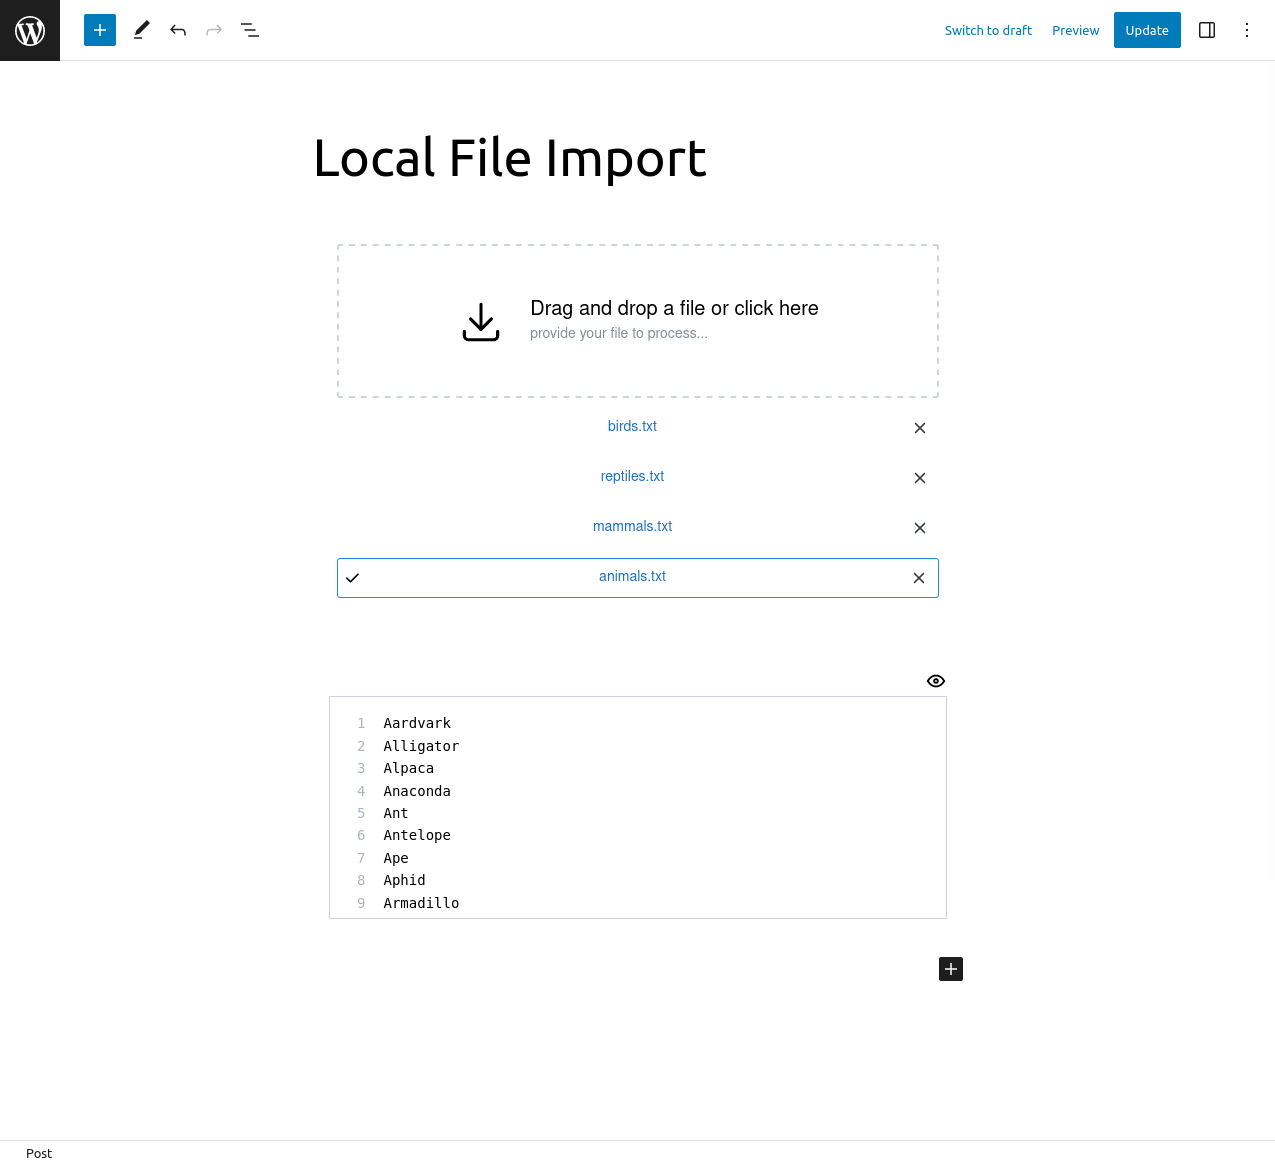 Switch to draft Preview Update
Local File Import
Drag and drop a file or click here
provide your file to process...
birds.txt
reptiles.txt
mammals.txt
animals.txt
1 Aardvark
2 Alligator
3 Alpaca
4 Anaconda
5 Ant
6 Antelope
7 Ape
8 Aphid
9 Armadillo
Post